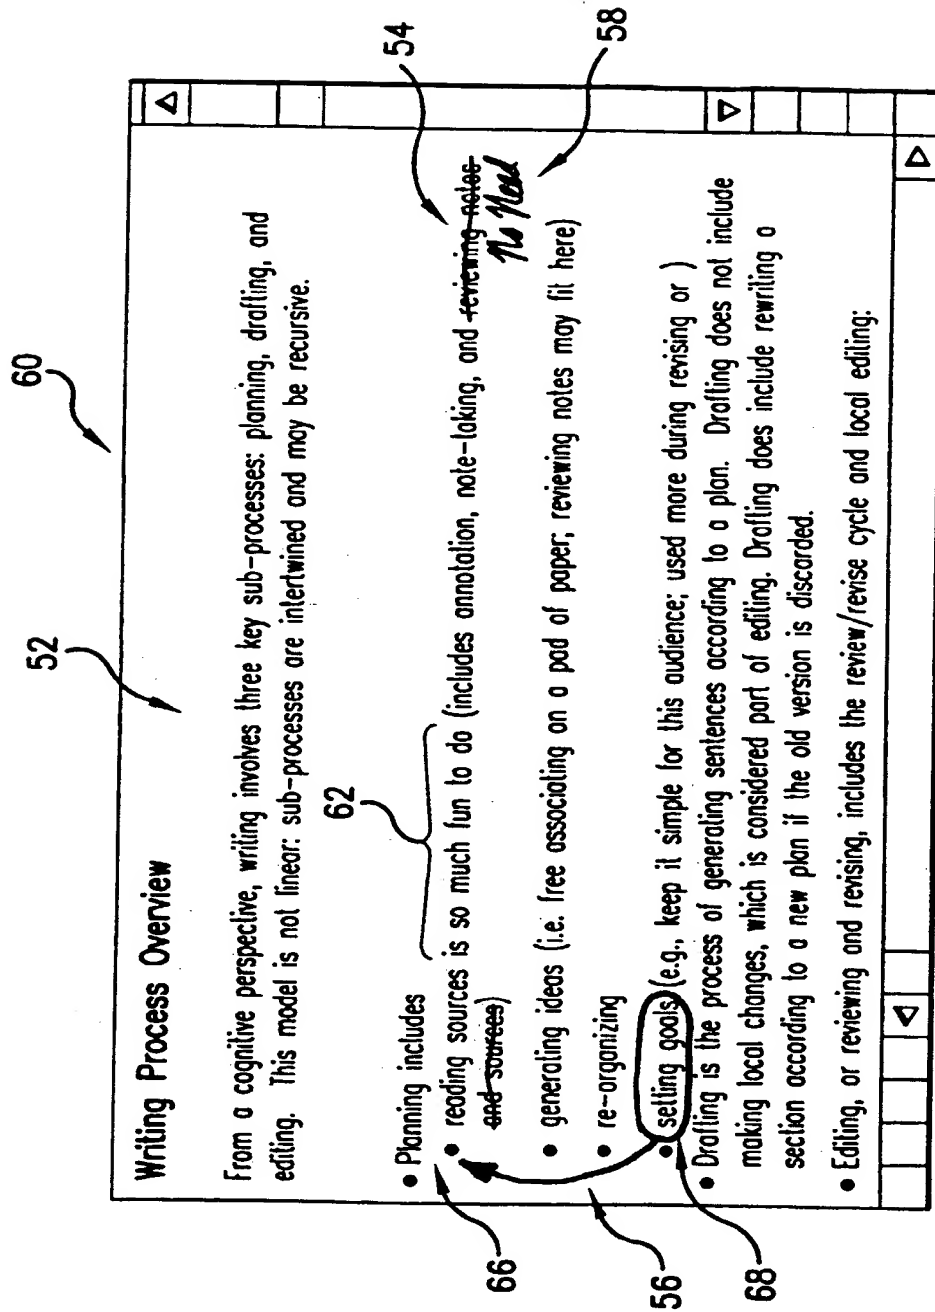 60
52
Writing Process Overview
From a cognitive perspective, writing involves three key sub-processes: planning, drafting, and
editing. This model is not linear: sub-processes are intertwined and may be recursive.
62
54
• Planning includes
• reading sources is so much fun to do (includes annotation, note-taking, and reviewing notes
and sources)
No Need
58
• generating ideas (i.e. free associating on a pad of paper; reviewing notes may fit here)
• re-organizing
• setting goals (e.g., keep it simple for this audience; used more during revising or )
• Drafting is the process of generating sentences according to a plan. Drafting does not include
making local changes, which is considered part of editing. Drafting does include rewriting a
section according to a new plan if the old version is discarded.
• Editing, or reviewing and revising, includes the review/revise cycle and local editing:
66
56
68